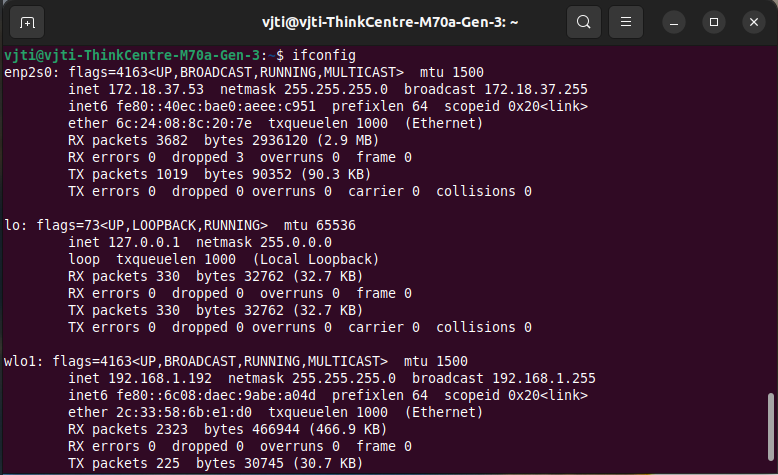 vjti@vjti-ThinkCentre-M70a-Gen-3: ~
vjti@vjti-ThinkCentre-M70a-Gen-3:~$ ifconfig
enp2s0: flags=4163<UP,BROADCAST,RUNNING,MULTICAST>  mtu 1500
        inet 172.18.37.53  netmask 255.255.255.0  broadcast 172.18.37.255
        inet6 fe80::40ec:bae0:aeee:c951  prefixlen 64  scopeid 0x20<link>
        ether 6c:24:08:8c:20:7e  txqueuelen 1000  (Ethernet)
        RX packets 3682  bytes 2936120 (2.9 MB)
        RX errors 0  dropped 3  overruns 0  frame 0
        TX packets 1019  bytes 90352 (90.3 KB)
        TX errors 0  dropped 0 overruns 0  carrier 0  collisions 0
lo: flags=73<UP,LOOPBACK,RUNNING>  mtu 65536
        inet 127.0.0.1  netmask 255.0.0.0
        loop  txqueuelen 1000  (Local Loopback)
        RX packets 330  bytes 32762 (32.7 KB)
        RX errors 0  dropped 0  overruns 0  frame 0
        TX packets 330  bytes 32762 (32.7 KB)
        TX errors 0  dropped 0 overruns 0  carrier 0  collisions 0
wlo1: flags=4163<UP,BROADCAST,RUNNING,MULTICAST>  mtu 1500
        inet 192.168.1.192  netmask 255.255.255.0  broadcast 192.168.1.255
        inet6 fe80::6c08:daec:9abe:a04d  prefixlen 64  scopeid 0x20<link>
        ether 2c:33:58:6b:e1:d0  txqueuelen 1000  (Ethernet)
        RX packets 2323  bytes 466944 (466.9 KB)
        RX errors 0  dropped 0  overruns 0  frame 0
        TX packets 225  bytes 30745 (30.7 KB)